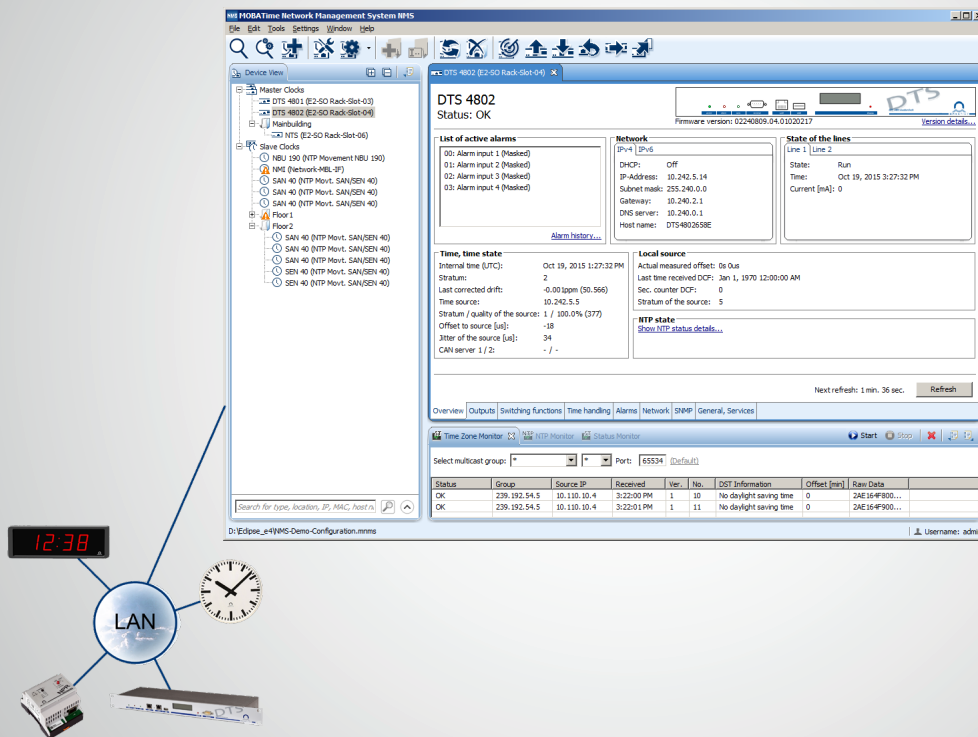 MOBATime Network Management System NMS
File Edit Tools Settings Window Help
Device View
Master Clocks
DTS 4801 (E2-SO Rack-Slot-03)
DTS 4802 (E2-SO Rack-Slot-04)
Mainbuilding
NTS (E2-SO Rack-Slot-06)
Slave Clocks
NBU 190 (NTP Movement NBU 190)
NMI (Network-MBL-IF)
SAN 40 (NTP Movt. SAN/SEN 40)
SAN 40 (NTP Movt. SAN/SEN 40)
SAN 40 (NTP Movt. SAN/SEN 40)
Floor1
Floor2
SAN 40 (NTP Movt. SAN/SEN 40)
SAN 40 (NTP Movt. SAN/SEN 40)
SAN 40 (NTP Movt. SAN/SEN 40)
SEN 40 (NTP Movt. SAN/SEN 40)
SEN 40 (NTP Movt. SAN/SEN 40)
Search for type, location, IP, MAC, host n
DTS 4802 (E2-SO Rack-Slot-04)
DTS 4802
Status: OK
DTS
Firmware version: 02240809.04.01020217 Version details...
List of active alarms
00: Alarm input 1 (Masked)
01: Alarm input 2 (Masked)
02: Alarm input 3 (Masked)
03: Alarm input 4 (Masked)
Alarm history...
Network
IPv4 IPv6
DHCP: Off
IP-Address: 10.242.5.14
Subnet mask: 255.240.0.0
Gateway: 10.240.2.1
DNS server: 10.240.0.1
Host name: DTS4802658E
State of the lines
Line 1 Line 2
State: Run
Time: Oct 19, 2015 3:27:32 PM
Current [mA]: 0
Time, time state
Internal time (UTC): Oct 19, 2015 1:27:32 PM
Stratum: 2
Last corrected drift: -0.001ppm (50.566)
Time source: 10.242.5.5
Stratum / quality of the source: 1 / 100.0% (377)
Offset to source [us]: -18
Jitter of the source [us]: 34
CAN server 1 / 2: - / -
Local source
Actual measured offset: 0s 0us
Last time received DCF: Jan 1, 1970 12:00:00 AM
Sec. counter DCF: 0
Stratum of the source: 5
NTP state
Show NTP status details...
Next refresh: 1 min. 36 sec. Refresh
Overview Outputs Switching functions Time handling Alarms Network SNMP General, Services
Time Zone Monitor NTP Monitor Status Monitor Start Stop
Select multicast group: * * Port: 65534 (Default)
Status Group Source IP Received Ver. No. DST Information Offset [min] Raw Data
OK 239.192.54.5 10.110.10.4 3:22:00 PM 1 10 No daylight saving time 0 2AE164F800...
OK 239.192.54.5 10.110.10.4 3:22:01 PM 1 11 No daylight saving time 0 2AE164F900...
D:\Eclipse_e4\NMS-Demo-Configuration.mnms Username: admi
12:38
LAN
DTS